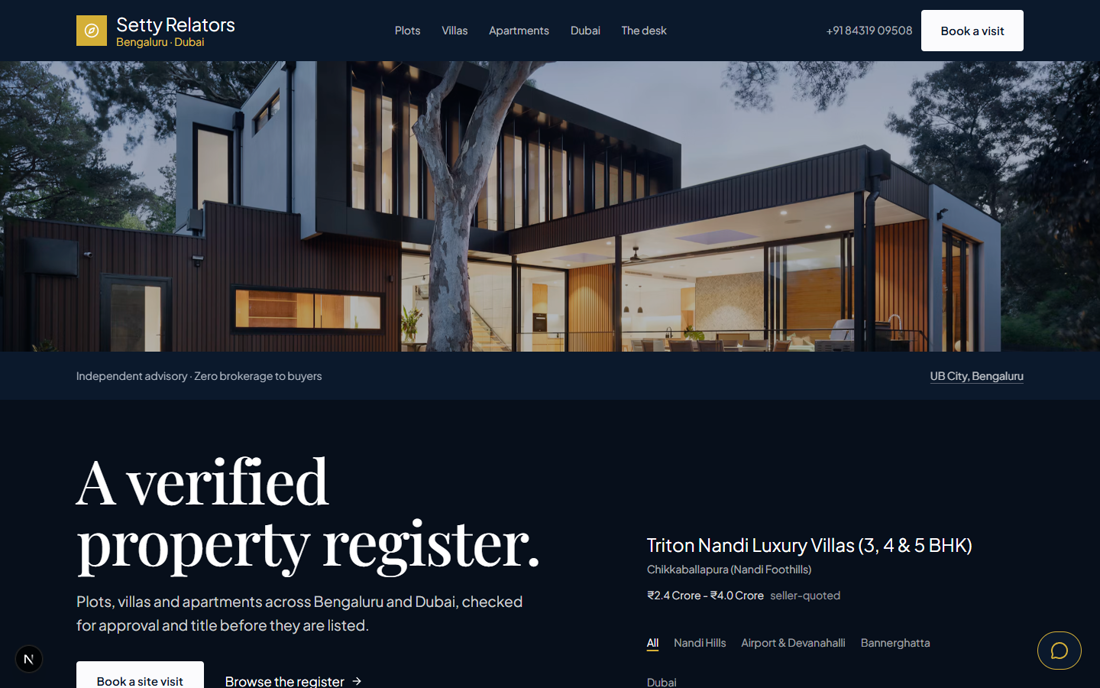 Setty Relators
Bengaluru · Dubai
Plots
Villas
Apartments
Dubai
The desk
+91 84319 09508
Book a visit
Independent advisory · Zero brokerage to buyers
UB City, Bengaluru
A verified
property register.
Plots, villas and apartments across Bengaluru and Dubai, checked
for approval and title before they are listed.
Book a site visit
Browse the register →
Triton Nandi Luxury Villas (3, 4 & 5 BHK)
Chikkaballapura (Nandi Foothills)
₹2.4 Crore - ₹4.0 Crore seller-quoted
All
Nandi Hills
Airport & Devanahalli
Bannerghatta
Dubai
N